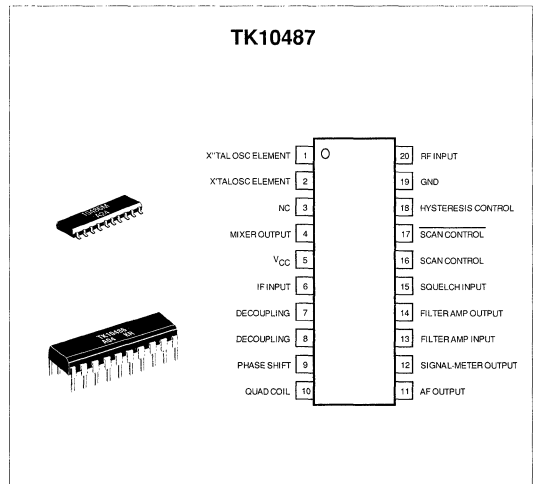 TK10487
X"TAL OSC ELEMENT 1
X'TAL OSC ELEMENT 2
NC 3
MIXER OUTPUT 4
VCC 5
IF INPUT 6
DECOUPLING 7
DECOUPLING 8
PHASE SHIFT 9
QUAD COIL 10
20 RF INPUT
19 GND
18 HYSTERESIS CONTROL
17 SCAN CONTROL
16 SCAN CONTROL
15 SQUELCH INPUT
14 FILTER AMP OUTPUT
13 FILTER AMP INPUT
12 SIGNAL-METER OUTPUT
11 AF OUTPUT
TK10486
A04 KR